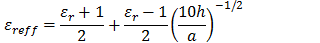 ε_reff = (ε_r + 1)/2 + (ε_r − 1)/2 (10h/a)^(−1/2)